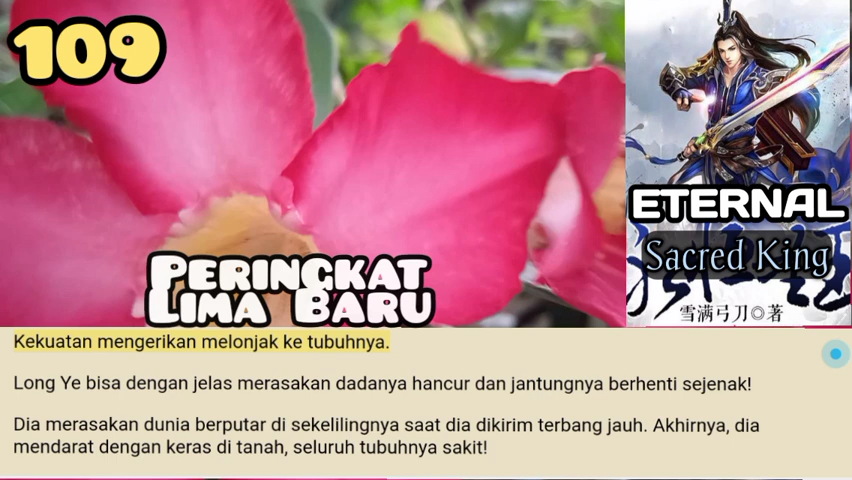 109
PERINGKAT
LIMA BARU
ETERNAL
Sacred King
雪满弓刀◎著
Kekuatan mengerikan melonjak ke tubuhnya.
Long Ye bisa dengan jelas merasakan dadanya hancur dan jantungnya berhenti sejenak!
Dia merasakan dunia berputar di sekelilingnya saat dia dikirim terbang jauh. Akhirnya, dia
mendarat dengan keras di tanah, seluruh tubuhnya sakit!